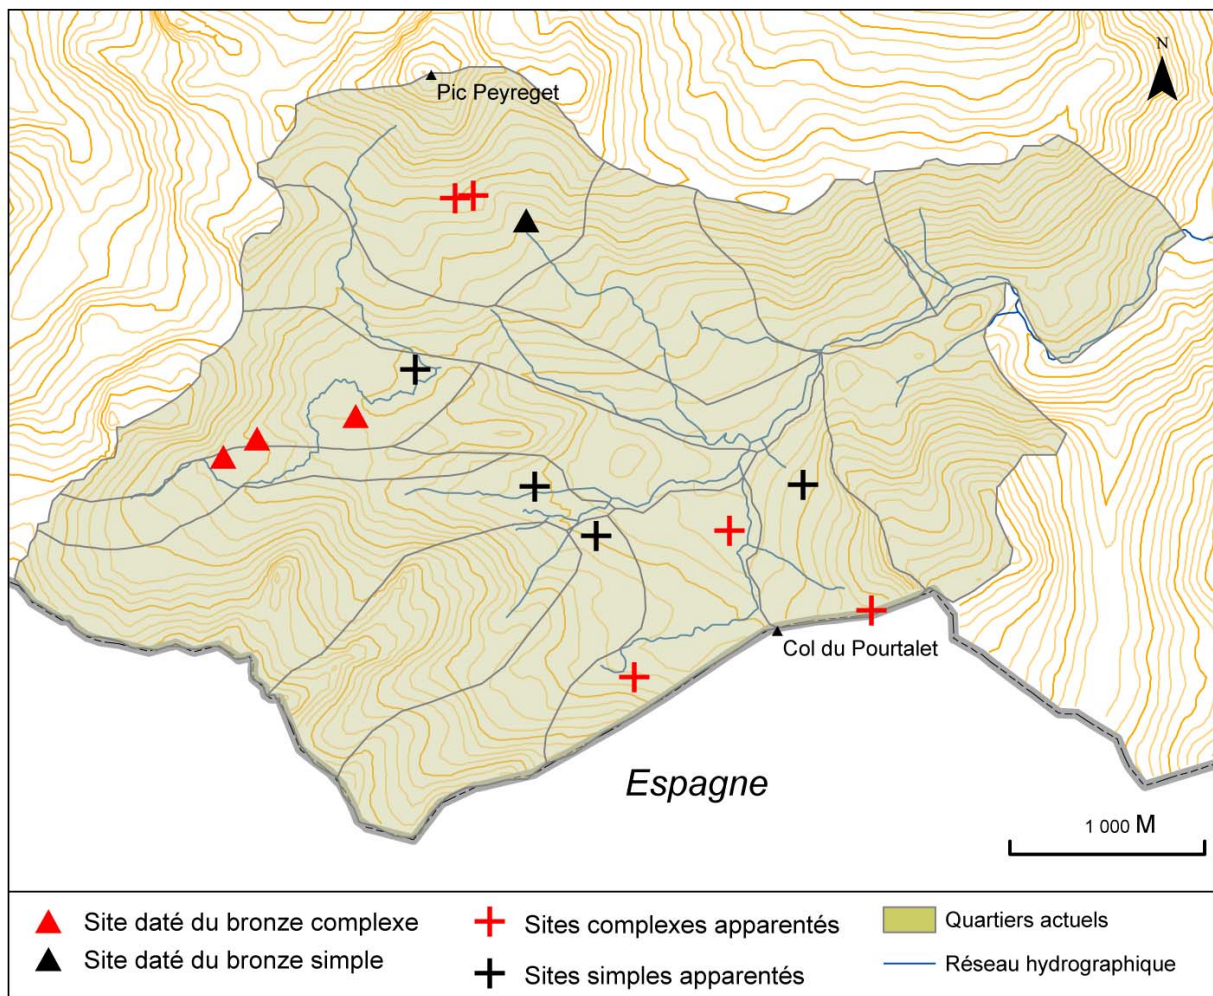 N
Pic Peyreget
Col du Pourtalet
Espagne
1 000 M
Site daté du bronze complexe
Site daté du bronze simple
Sites complexes apparentés
Sites simples apparentés
Quartiers actuels
Réseau hydrographique